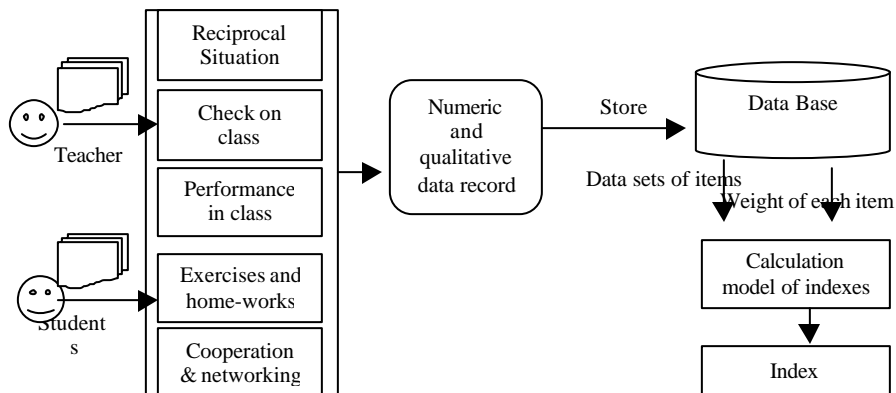 Reciprocal
Situation
Check on
class
Performance
in class
Exercises and
home-works
Cooperation
& networking
Teacher
Student
s
Numeric
and
qualitative
data record
Store
Data Base
Data sets of items
Weight of each item
Calculation
model of indexes
Index